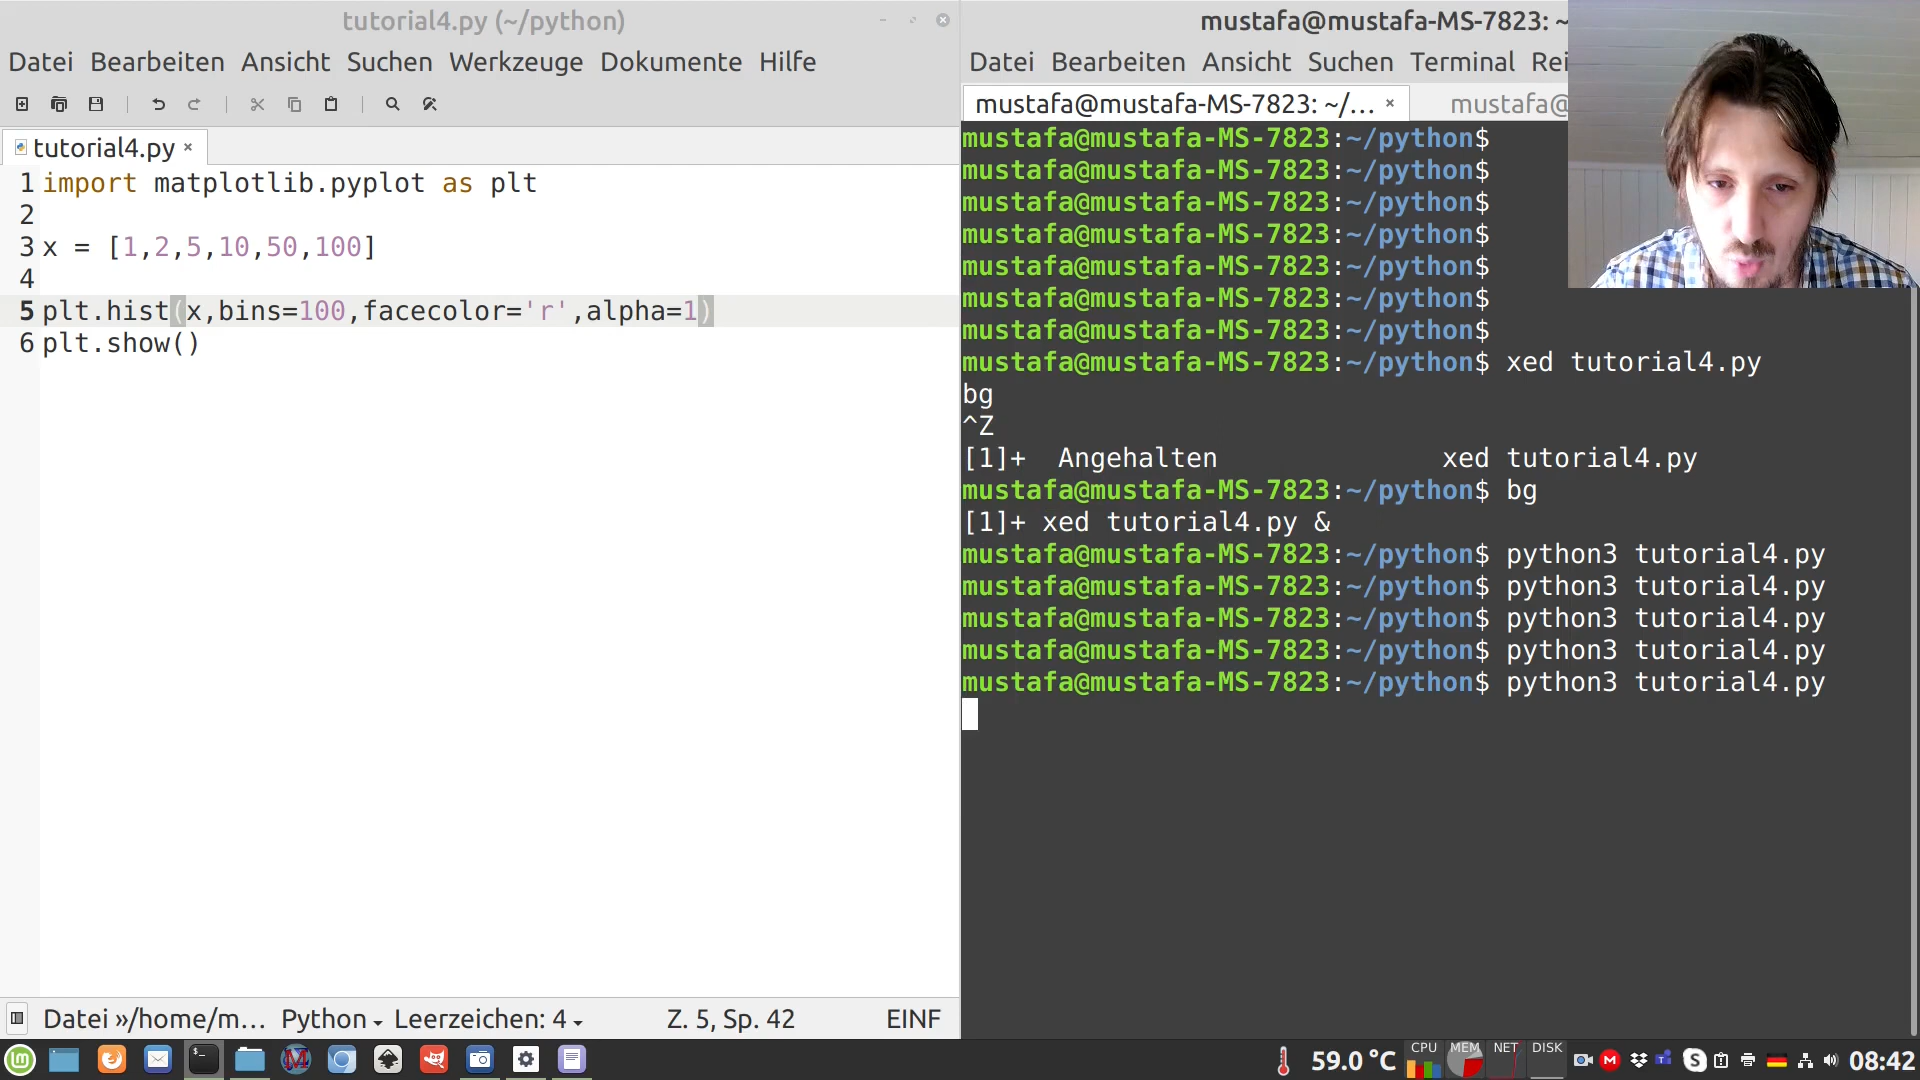 tutorial4.py (~/python)
Datei Bearbeiten Ansicht Suchen Werkzeuge Dokumente Hilfe
tutorial4.py ×
1 import matplotlib.pyplot as plt
2
3 x = [1,2,5,10,50,100]
4
5 plt.hist(x,bins=100,facecolor='r',alpha=1)
6 plt.show()
Datei »/home/m... Python Leerzeichen: 4 Z. 5, Sp. 42 EINF
mustafa@mustafa-MS-7823: ~
Datei Bearbeiten Ansicht Suchen Terminal Rei
mustafa@mustafa-MS-7823: ~/... × mustafa@
mustafa@mustafa-MS-7823:~/python$
mustafa@mustafa-MS-7823:~/python$
mustafa@mustafa-MS-7823:~/python$
mustafa@mustafa-MS-7823:~/python$
mustafa@mustafa-MS-7823:~/python$
mustafa@mustafa-MS-7823:~/python$
mustafa@mustafa-MS-7823:~/python$
mustafa@mustafa-MS-7823:~/python$ xed tutorial4.py
bg
^Z
[1]+  Angehalten              xed tutorial4.py
mustafa@mustafa-MS-7823:~/python$ bg
[1]+ xed tutorial4.py &
mustafa@mustafa-MS-7823:~/python$ python3 tutorial4.py
mustafa@mustafa-MS-7823:~/python$ python3 tutorial4.py
mustafa@mustafa-MS-7823:~/python$ python3 tutorial4.py
mustafa@mustafa-MS-7823:~/python$ python3 tutorial4.py
mustafa@mustafa-MS-7823:~/python$ python3 tutorial4.py
59.0 °C CPU MEM NET DISK 08:42